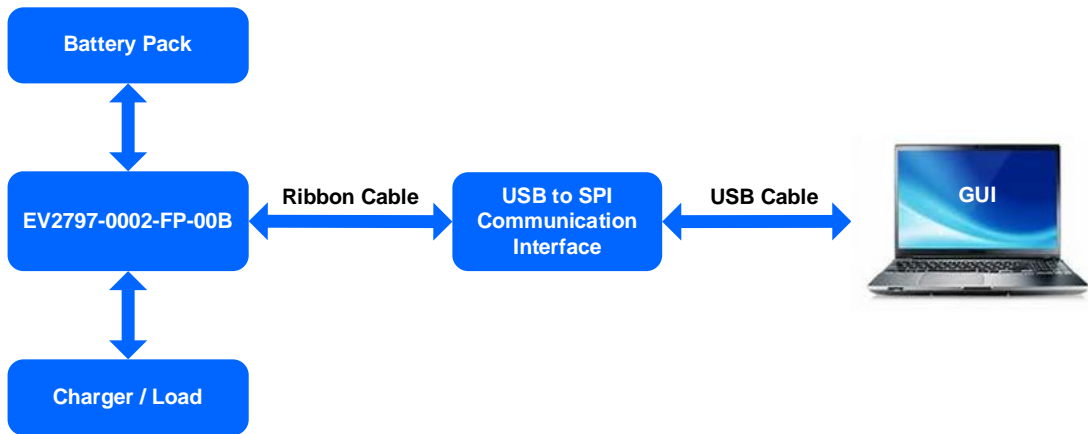 Battery Pack
EV2797-0002-FP-00B
Ribbon Cable
USB to SPI
Communication
Interface
USB Cable
GUI
Charger / Load